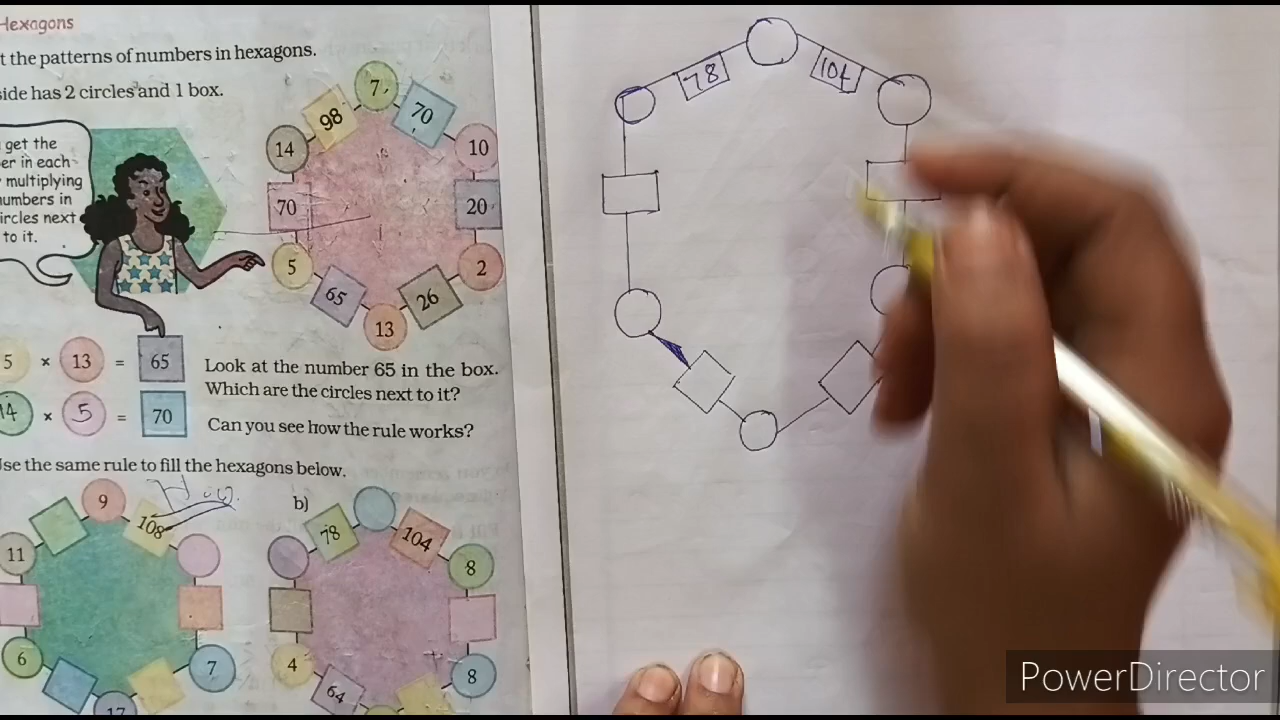 Hexagons
t the patterns of numbers in hexagons.
side has 2 circles and 1 box.
get the
er in each
multiplying
numbers in
ircles next
to it.
7
98
70
14
10
70
20
5
2
65
26
13
5 × 13 = 65
14 × 5 = 70
Look at the number 65 in the box.
Which are the circles next to it?
Can you see how the rule works?
Use the same rule to fill the hexagons below.
9
108
11
6
7
17
b)
78
104
8
4
8
64
78
104
PowerDirector